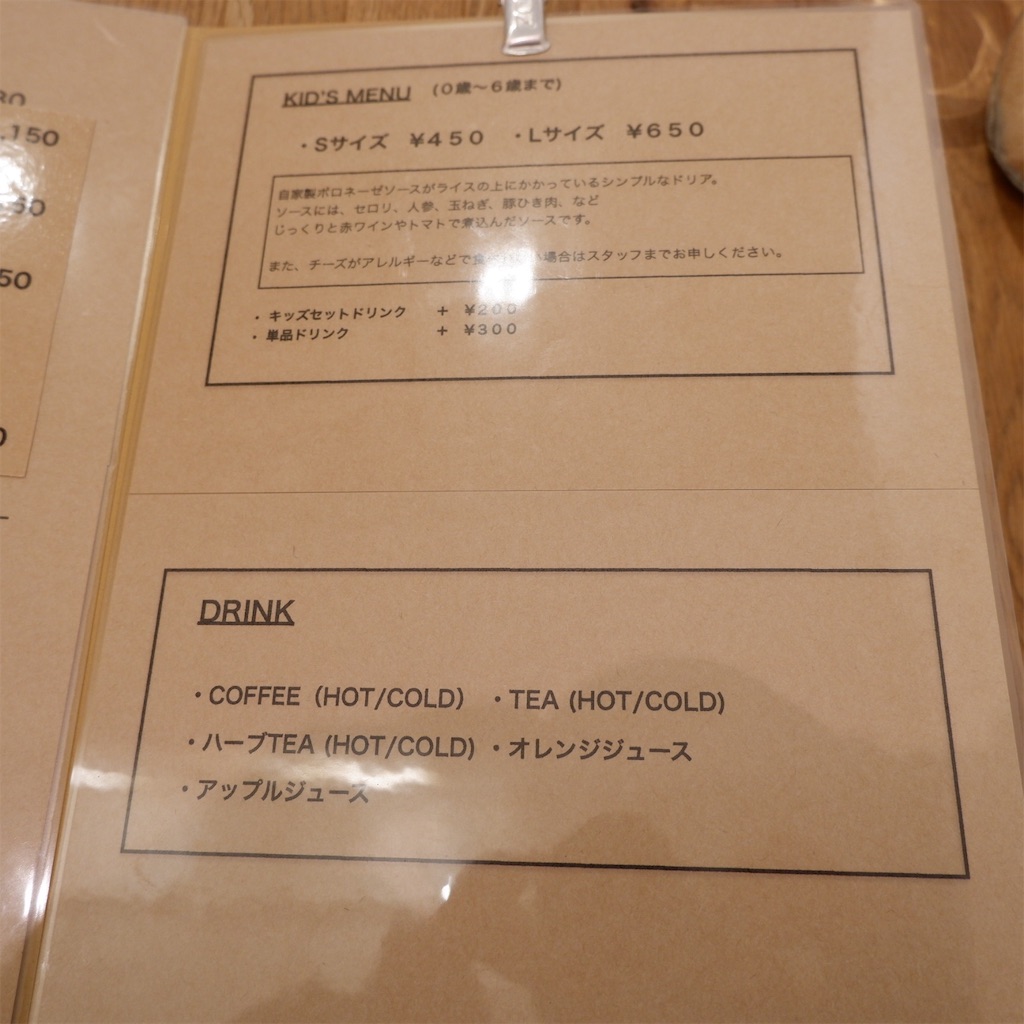 ,150
50
KID'S MENU (0歳〜6歳まで)
・Sサイズ ¥450 ・Lサイズ ¥650
自家製ボロネーゼソースがライスの上にかかっているシンプルなドリア。
ソースには、セロリ、人参、玉ねぎ、豚ひき肉、など
じっくりと赤ワインやトマトで煮込んだソースです。
また、チーズがアレルギーなどで 場合はスタッフまでお申しください。
・ キッズセットドリンク + ¥200
・ 単品ドリンク + ¥300
DRINK
・COFFEE (HOT/COLD) ・TEA (HOT/COLD)
・ハーブTEA (HOT/COLD) ・オレンジジュース
・アップルジュース